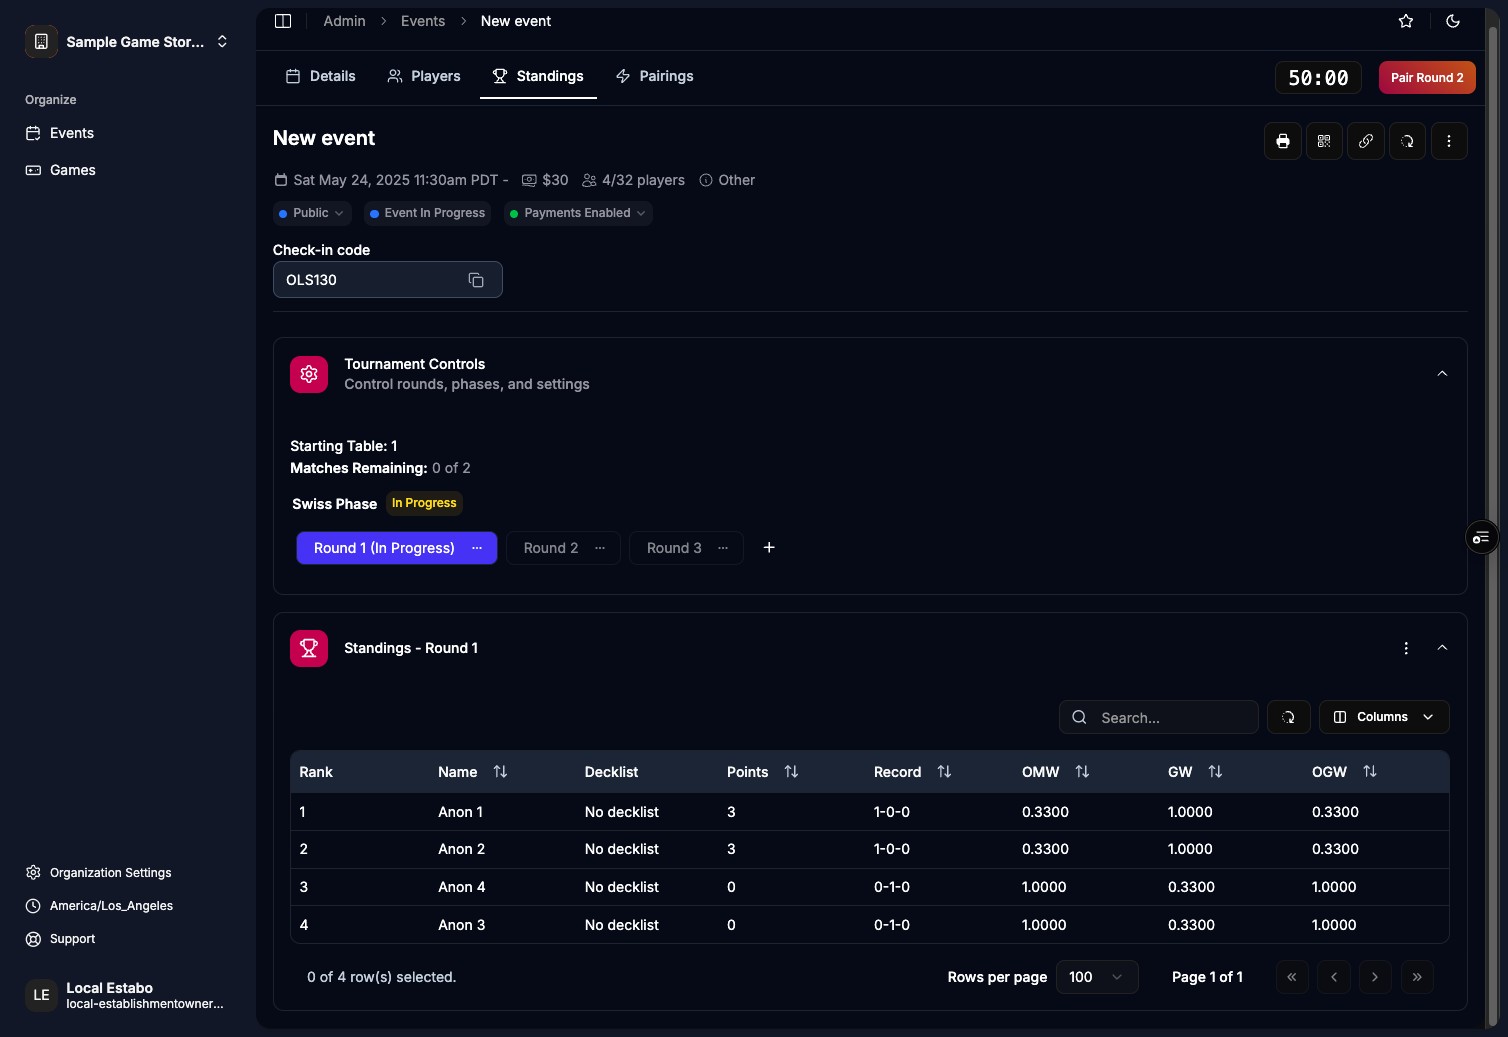 Sample Game Stor...
Admin > Events > New event
Details Players Standings Pairings 50:00 Pair Round 2
Organize
Events
Games
New event
Sat May 24, 2025 11:30am PDT - $30 4/32 players Other
Public Event In Progress Payments Enabled
Check-in code
OLS130
Tournament Controls
Control rounds, phases, and settings
Starting Table: 1
Matches Remaining: 0 of 2
Swiss Phase In Progress
Round 1 (In Progress) ... Round 2 ... Round 3 ... +
Standings - Round 1
Search... Columns
Rank Name Decklist Points Record OMW GW OGW
1 Anon 1 No decklist 3 1-0-0 0.3300 1.0000 0.3300
2 Anon 2 No decklist 3 1-0-0 0.3300 1.0000 0.3300
3 Anon 4 No decklist 0 0-1-0 1.0000 0.3300 1.0000
4 Anon 3 No decklist 0 0-1-0 1.0000 0.3300 1.0000
0 of 4 row(s) selected. Rows per page 100 Page 1 of 1 « ‹ › »
Organization Settings
America/Los_Angeles
Support
LE Local Estabo
local-establishmentowner...